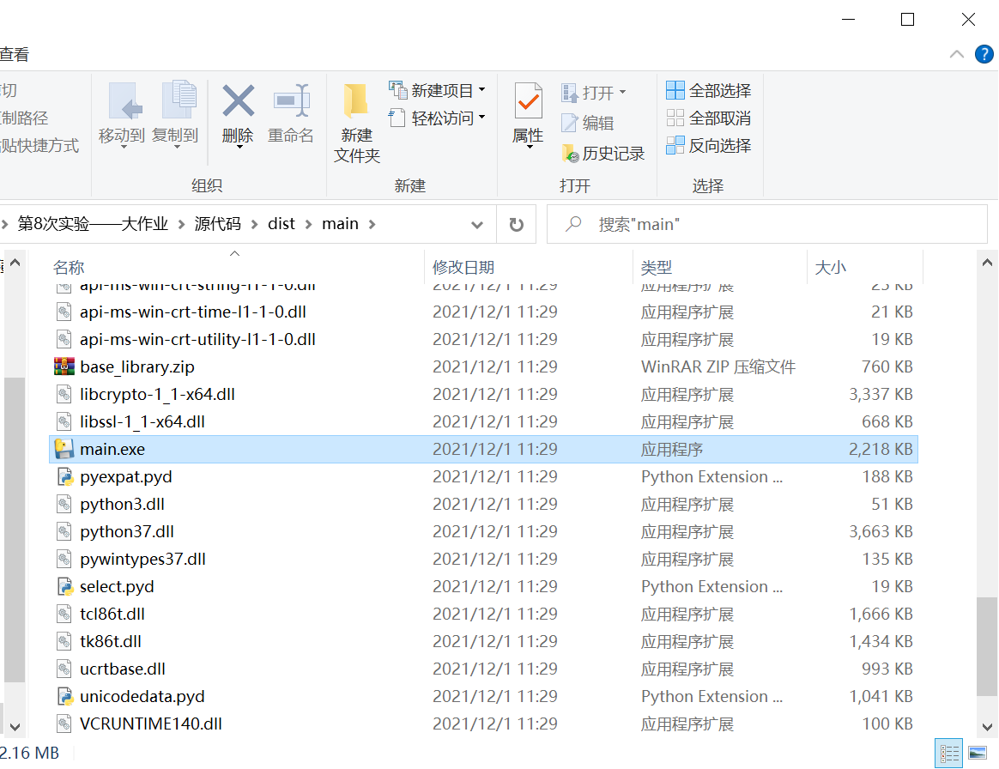 查看
?
切
制路径
贴快捷方式
移动到 复制到 删除 重命名
组织
新建
文件夹
新建项目
轻松访问
新建
属性
打开
编辑
历史记录
打开
全部选择
全部取消
反向选择
选择
第8次实验——大作业 源代码 dist main
搜索"main"
名称 修改日期 类型 大小
api-ms-win-crt-string-l1-1-0.dll 2021/12/1 11:29 应用程序扩展 25 KB
api-ms-win-crt-time-l1-1-0.dll 2021/12/1 11:29 应用程序扩展 21 KB
api-ms-win-crt-utility-l1-1-0.dll 2021/12/1 11:29 应用程序扩展 19 KB
base_library.zip 2021/12/1 11:29 WinRAR ZIP 压缩文件 760 KB
libcrypto-1_1-x64.dll 2021/12/1 11:29 应用程序扩展 3,337 KB
libssl-1_1-x64.dll 2021/12/1 11:29 应用程序扩展 668 KB
main.exe 2021/12/1 11:29 应用程序 2,218 KB
pyexpat.pyd 2021/12/1 11:29 Python Extension ... 188 KB
python3.dll 2021/12/1 11:29 应用程序扩展 51 KB
python37.dll 2021/12/1 11:29 应用程序扩展 3,663 KB
pywintypes37.dll 2021/12/1 11:29 应用程序扩展 135 KB
select.pyd 2021/12/1 11:29 Python Extension ... 19 KB
tcl86t.dll 2021/12/1 11:29 应用程序扩展 1,666 KB
tk86t.dll 2021/12/1 11:29 应用程序扩展 1,434 KB
ucrtbase.dll 2021/12/1 11:29 应用程序扩展 993 KB
unicodedata.pyd 2021/12/1 11:29 Python Extension ... 1,041 KB
VCRUNTIME140.dll 2021/12/1 11:29 应用程序扩展 100 KB
2.16 MB